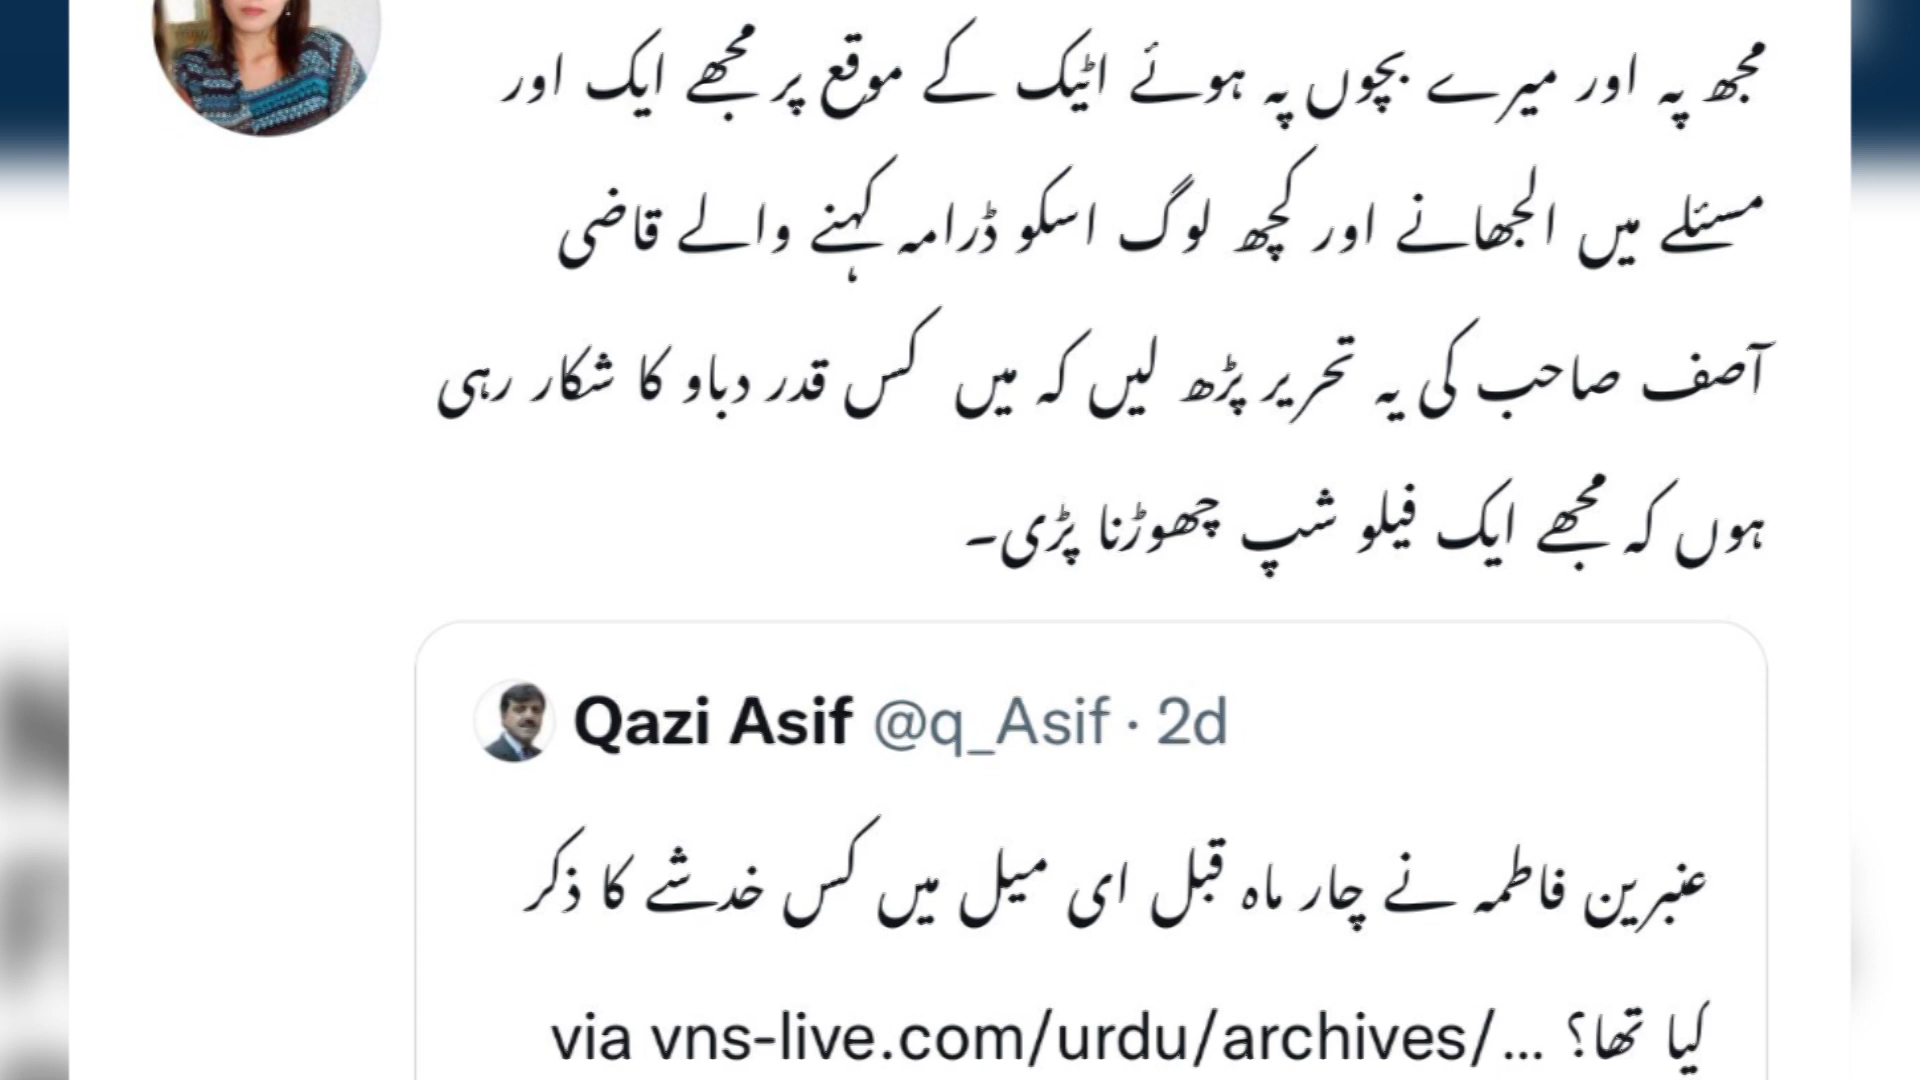 مجھ پہ اور میرے بچوں پہ ہوئے اٹیک کے موقع پر مجھے ایک اور
مسئلے میں الجھانے اور کچھ لوگ اسکو ڈرامہ کہنے والے قاضی
آصف صاحب کی یہ تحریر پڑھ لیں کہ میں کس قدر دباو کا شکار رہی
ہوں کہ مجھے ایک فیلو شپ چھوڑنا پڑی۔
Qazi Asif @q_Asif · 2d
عنبرین فاطمہ نے چار ماہ قبل ای میل میں کس خدشے کا ذکر
کیا تھا؟ via vns-live.com/urdu/archives/…